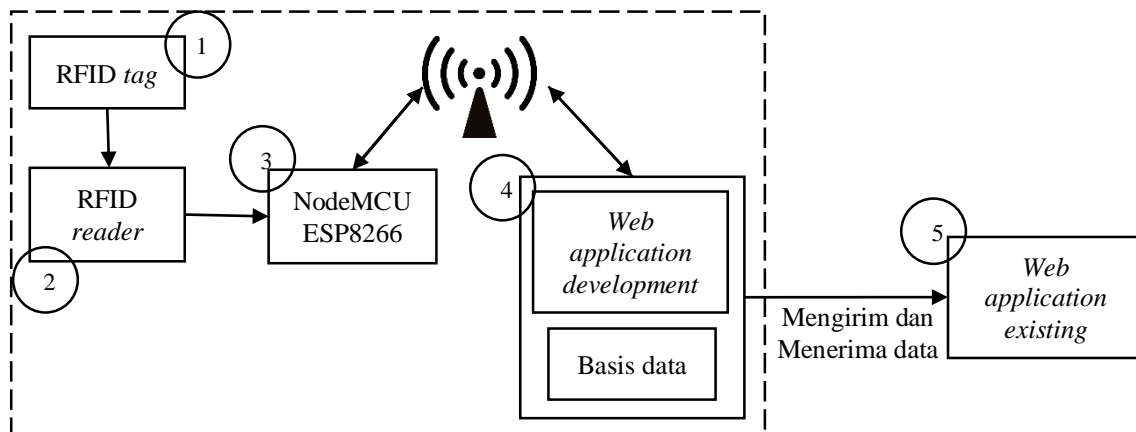 1
RFID tag
RFID
reader
2
3
NodeMCU
ESP8266
4
Web
application
development
Basis data
Mengirim dan
Menerima data
5
Web
application
existing